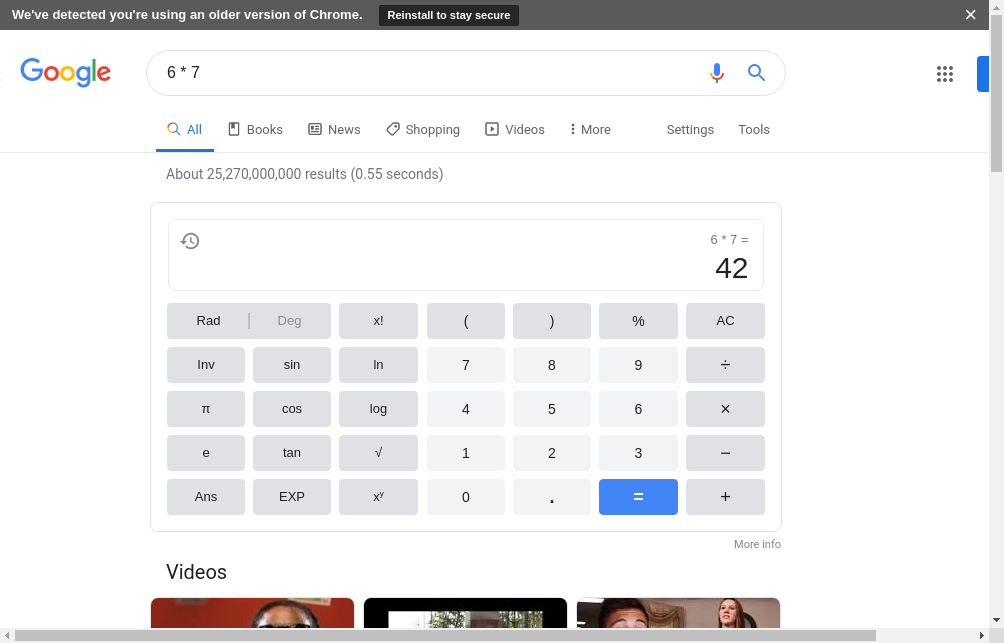 We've detected you're using an older version of Chrome. Reinstall to stay secure
Google
6 * 7
All Books News Shopping Videos More Settings Tools
About 25,270,000,000 results (0.55 seconds)
6 * 7 =
42
Rad Deg x! ( ) % AC
Inv sin ln 7 8 9 ÷
π cos log 4 5 6 ×
e tan √ 1 2 3 −
Ans EXP xʸ 0 . = +
More info
Videos